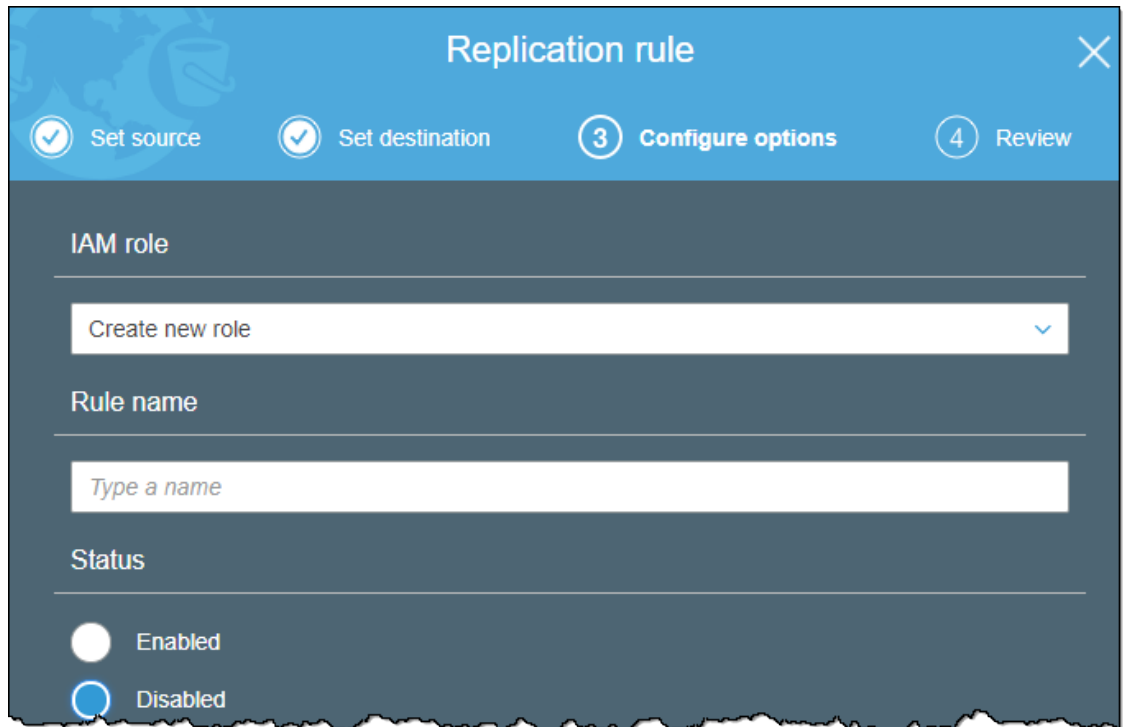 Replication rule
Set source
Set destination
3 Configure options
4 Review
IAM role
Create new role
Rule name
Type a name
Status
Enabled
Disabled